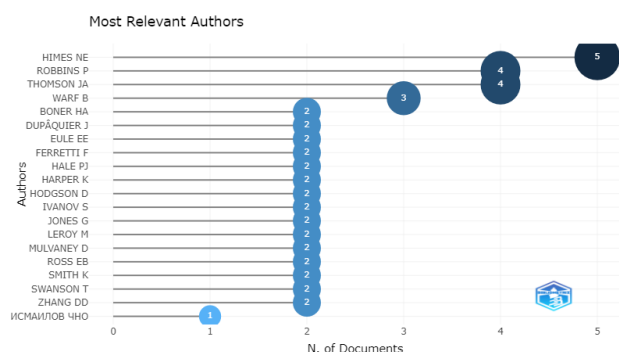 Most Relevant Authors
Authors
HIMES NE 5
ROBBINS P 4
THOMSON JA 4
WARF B 3
BONER HA 2
DUPÂQUIER J 2
EULE EE 2
FERRETTI F 2
HALE PJ 2
HARPER K 2
HODGSON D 2
IVANOV S 2
JONES G 2
LEROY M 2
MULVANEY D 2
ROSS EB 2
SMITH K 2
SWANSON T 2
ZHANG DD 2
ИСМАИЛОВ ЧНО 1
0 1 2 3 4 5
N. of Documents